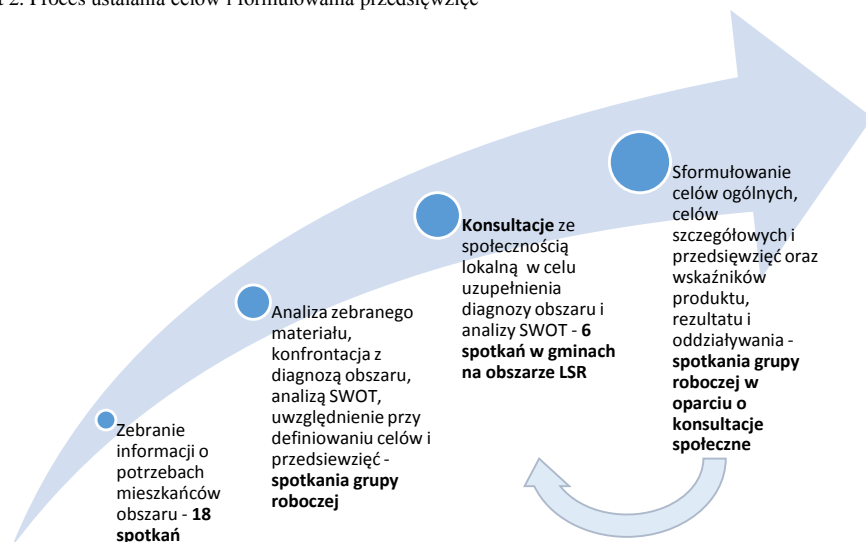 2. Proces ustalania celów i formułowania przedsięwzięć
Zebranie
informacji o
potrzebach
mieszkańców
obszaru - 18
spotkań
Analiza zebranego
materiału,
konfrontacja z
diagnozą obszaru,
analizą SWOT,
uwzględnienie przy
definiowaniu celów i
przedsiewzięć -
spotkania grupy
roboczej
Konsultacje ze
społecznością
lokalną w celu
uzupełnienia
diagnozy obszaru i
analizy SWOT - 6
spotkań w gminach
na obszarze LSR
Sformułowanie
celów ogólnych,
celów
szczegółowych i
przedsięwzięć oraz
wskaźników
produktu,
rezultatu i
oddziaływania -
spotkania grupy
roboczej w
oparciu o
konsultacje
społeczne